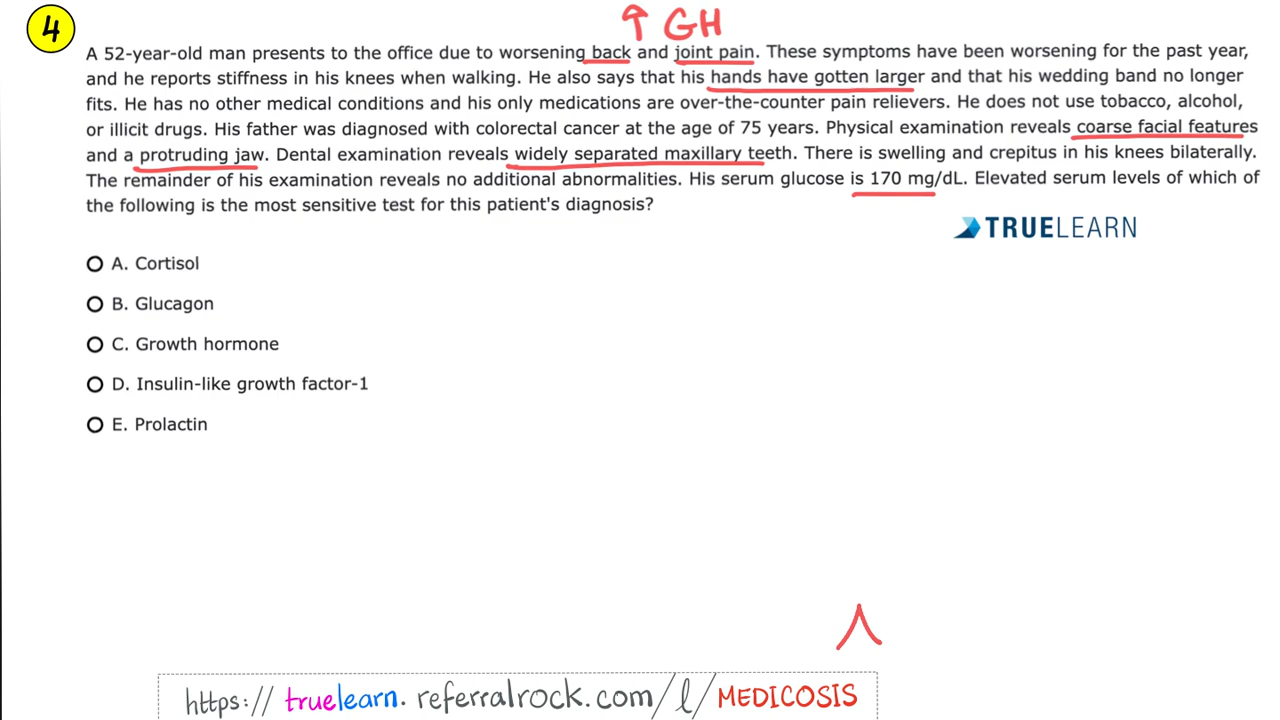 4
↑ GH
A 52-year-old man presents to the office due to worsening back and joint pain. These symptoms have been worsening for the past year,
and he reports stiffness in his knees when walking. He also says that his hands have gotten larger and that his wedding band no longer
fits. He has no other medical conditions and his only medications are over-the-counter pain relievers. He does not use tobacco, alcohol,
or illicit drugs. His father was diagnosed with colorectal cancer at the age of 75 years. Physical examination reveals coarse facial features
and a protruding jaw. Dental examination reveals widely separated maxillary teeth. There is swelling and crepitus in his knees bilaterally.
The remainder of his examination reveals no additional abnormalities. His serum glucose is 170 mg/dL. Elevated serum levels of which of
the following is the most sensitive test for this patient's diagnosis?
TRUELEARN
A. Cortisol
B. Glucagon
C. Growth hormone
D. Insulin-like growth factor-1
E. Prolactin
https://truelearn.referralrock.com/l/MEDICOSIS